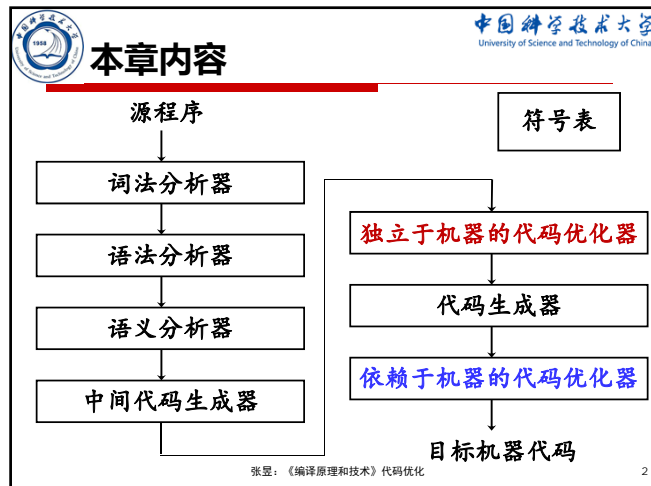 中国科学技术大学
University of Science and Technology of China
1958
本章内容
源程序
词法分析器
语法分析器
语义分析器
中间代码生成器
符号表
独立于机器的代码优化器
代码生成器
依赖于机器的代码优化器
目标机器代码
张昱：《编译原理和技术》代码优化
2